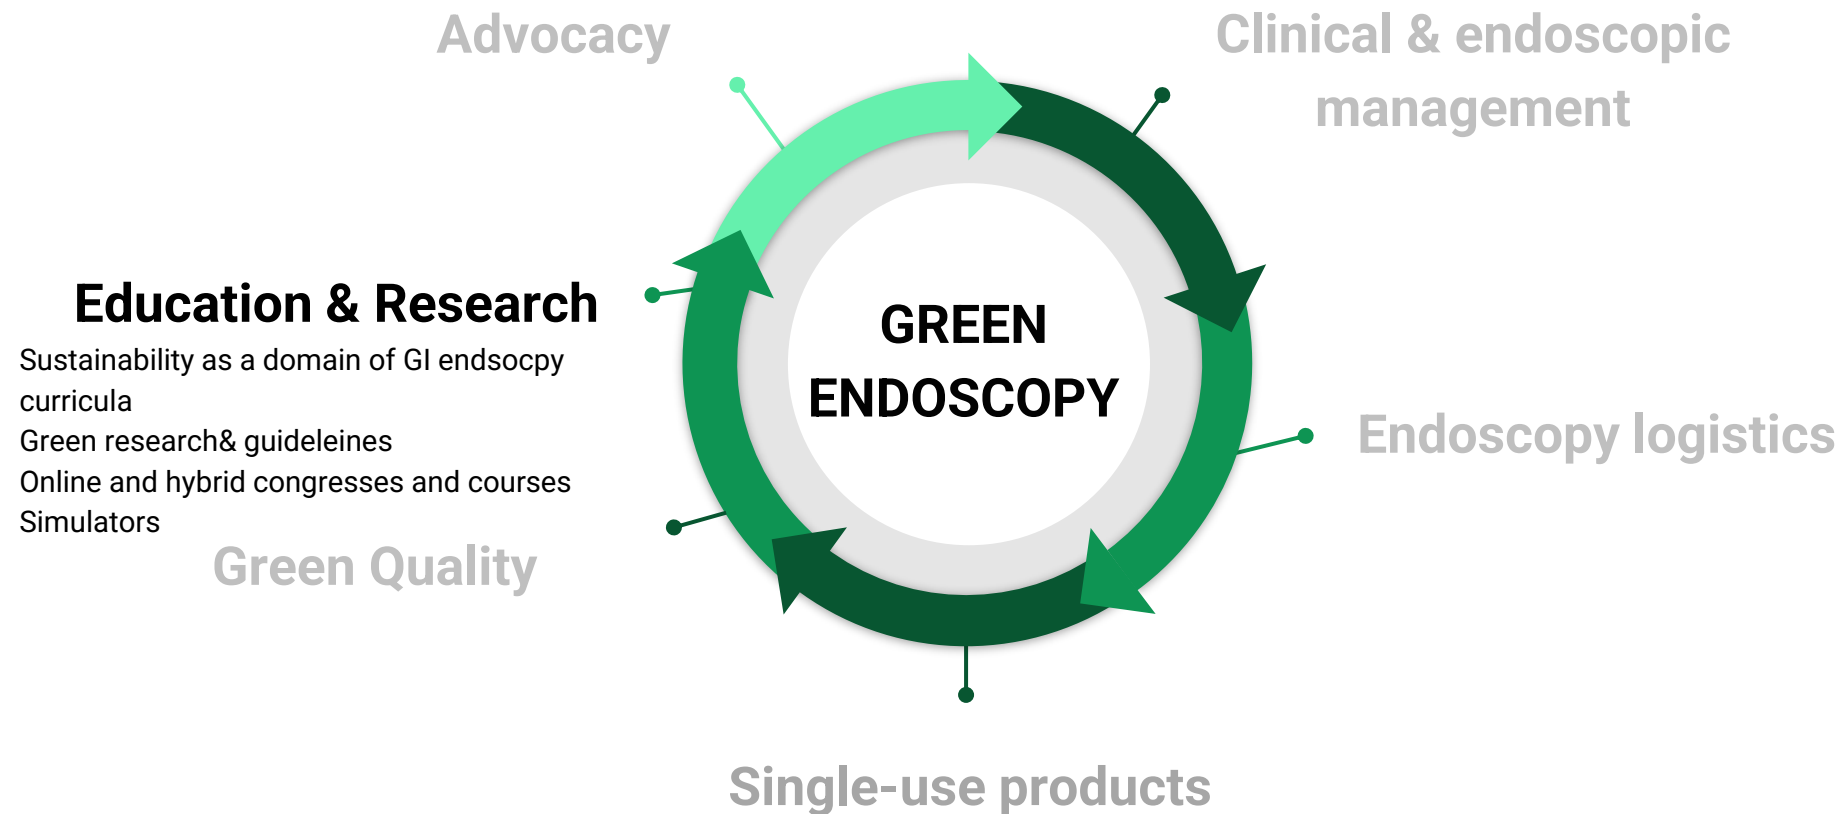 Advocacy
Clinical & endoscopic
management
Education & Research
Sustainability as a domain of GI endsocpy
curricula
Green research& guideleines
Online and hybrid congresses and courses
Simulators
GREEN
ENDOSCOPY
Endoscopy logistics
Green Quality
Single-use products